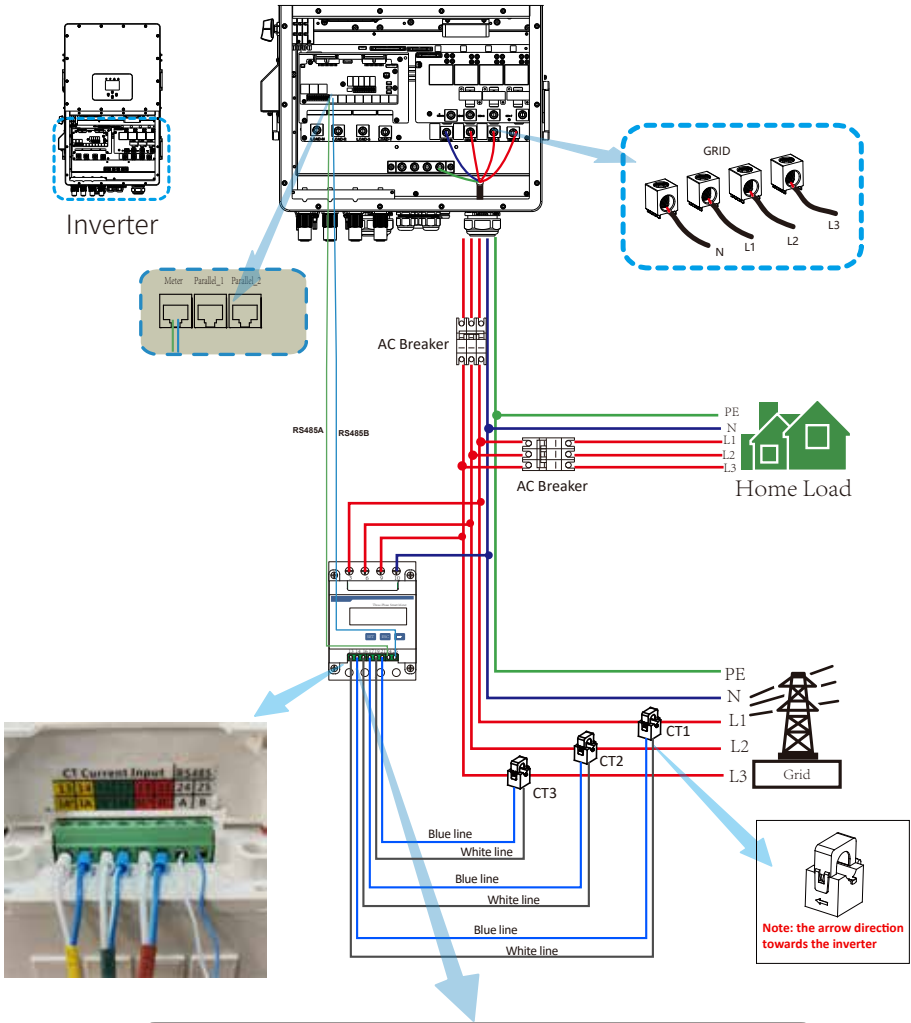 GRID
N
L1
L2
L3
Inverter
Meter Parallel_1 Parallel_2
AC Breaker
RS485A RS485B
PE
N
L1
L2
L3
AC Breaker
Home Load
PE
N
L1
L2
L3
Grid
CT1
CT2
CT3
CT Current Input RS485
13 14 24 25
A B
Blue line
White line
Blue line
White line
Blue line
White line
Note: the arrow direction
towards the inverter